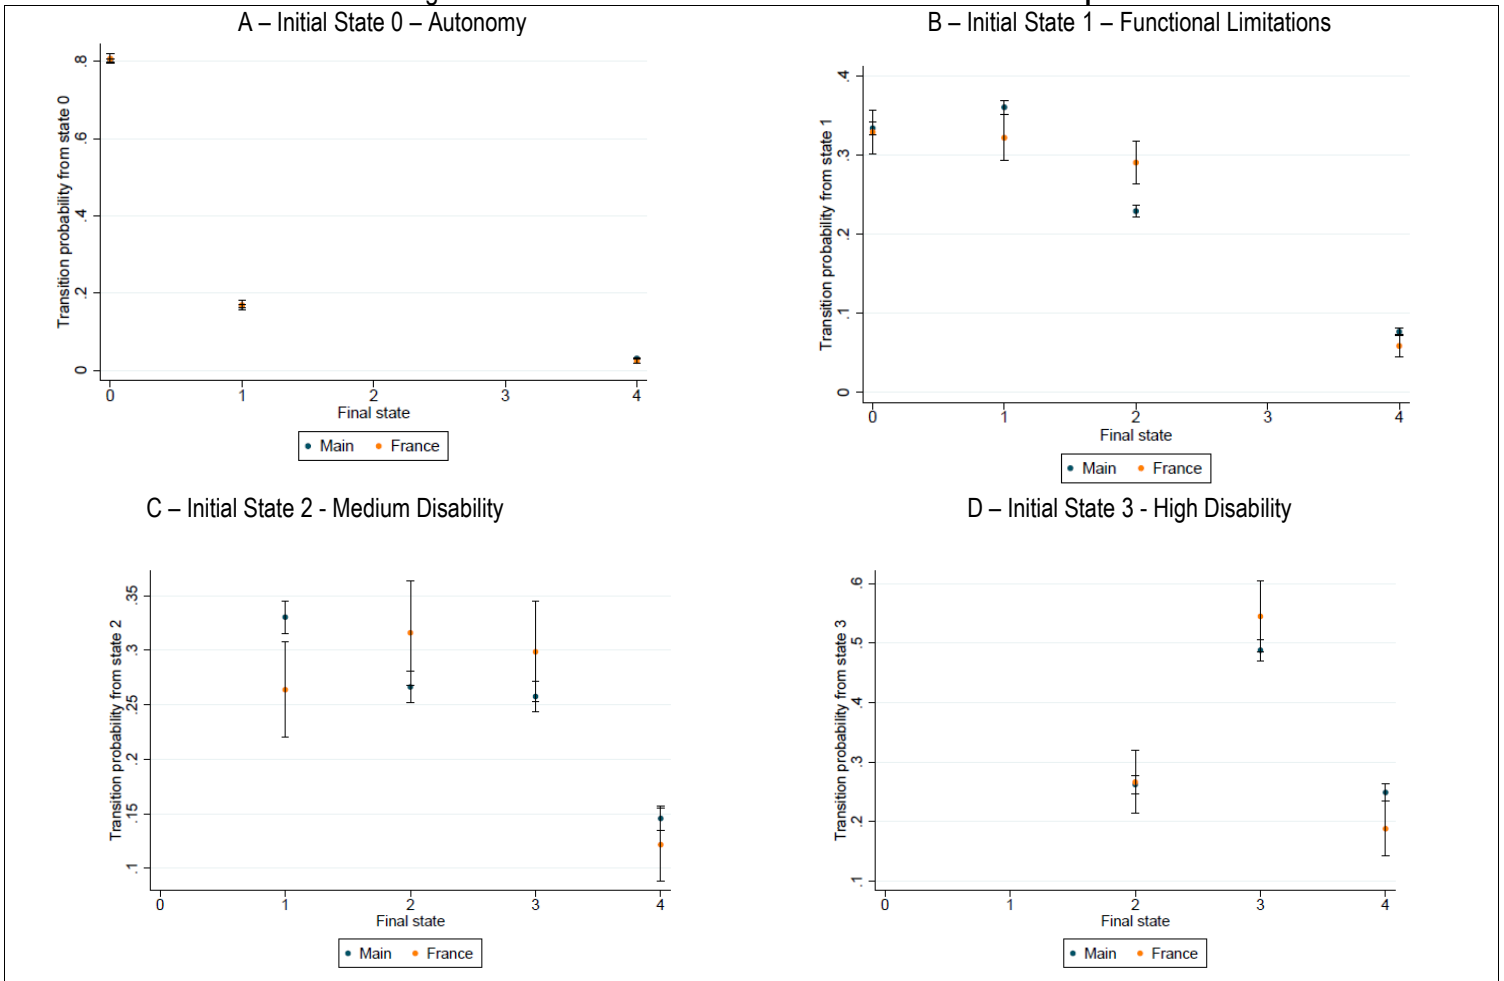 A – Initial State 0 – Autonomy
Transition probability from state 0
.8
.6
.4
.2
0
0 1 2 3 4
Final state
Main France
B – Initial State 1 – Functional Limitations
Transition probability from state 1
.4
.3
.2
.1
0
0 1 2 3 4
Final state
Main France
C – Initial State 2 - Medium Disability
Transition probability from state 2
.35
.3
.25
.2
.15
.1
0 1 2 3 4
Final state
Main France
D – Initial State 3 - High Disability
Transition probability from state 3
.6
.5
.4
.3
.2
.1
0 1 2 3 4
Final state
Main France